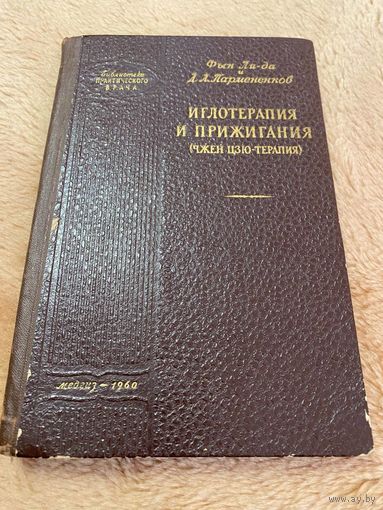 Библиотека
ПРАКТИЧЕСКОГО
ВРАЧА
Фын Ли-да
и
Д. Л. Пармененков
ИГЛОТЕРАПИЯ
И ПРИЖИГАНИЯ
(ЧЖЕН ЦЗЮ-ТЕРАПИЯ)
медгиз – 1960